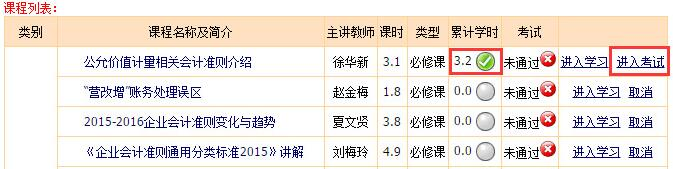 课程列表：
类别 课程名称及简介 主讲教师 课时 类型 累计学时 考试
公允价值计量相关会计准则介绍 徐华新 3.1 必修课 3.2 未通过 进入学习 进入考试
"营改增"账务处理误区 赵金梅 1.8 必修课 0.0 未通过 进入学习 取消
2015-2016企业会计准则变化与趋势 夏文贤 3.8 必修课 0.0 未通过 进入学习 取消
《企业会计准则通用分类标准2015》讲解 刘梅玲 4.9 必修课 0.0 未通过 进入学习 取消